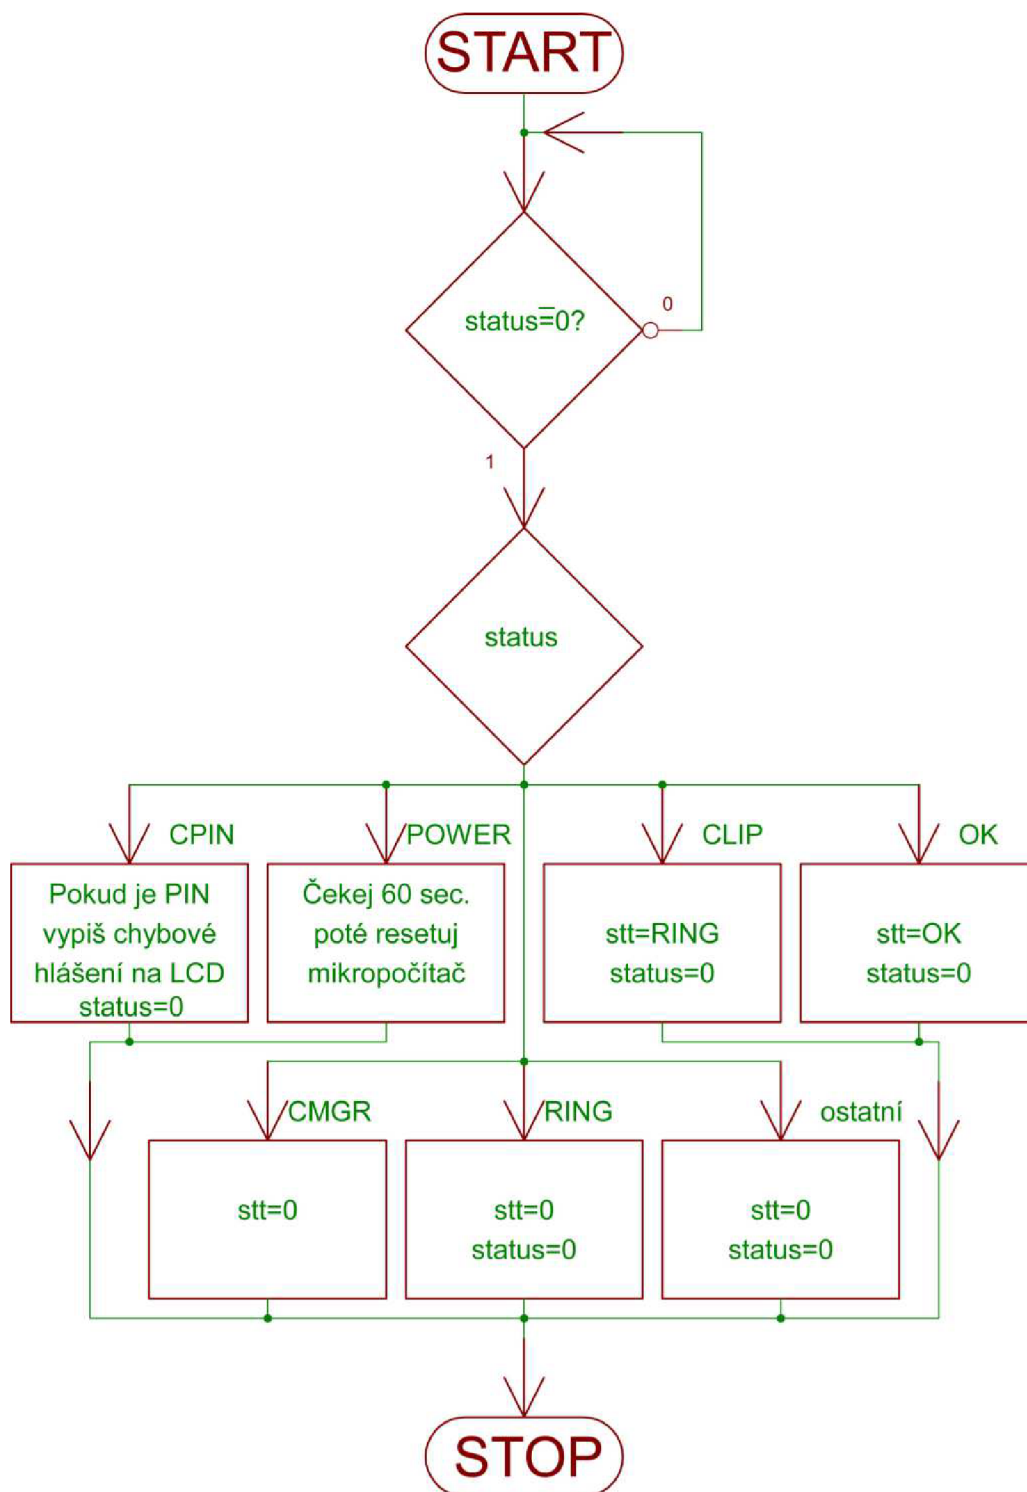 START
status=̅0?
0
1
status
CPIN
POWER
CLIP
OK
Pokud je PIN
vypiš chybové
hlášení na LCD
status=0
Čekej 60 sec.
poté resetuj
mikropočítač
stt=RING
status=0
stt=OK
status=0
CMGR
RING
ostatní
stt=0
stt=0
status=0
stt=0
status=0
STOP